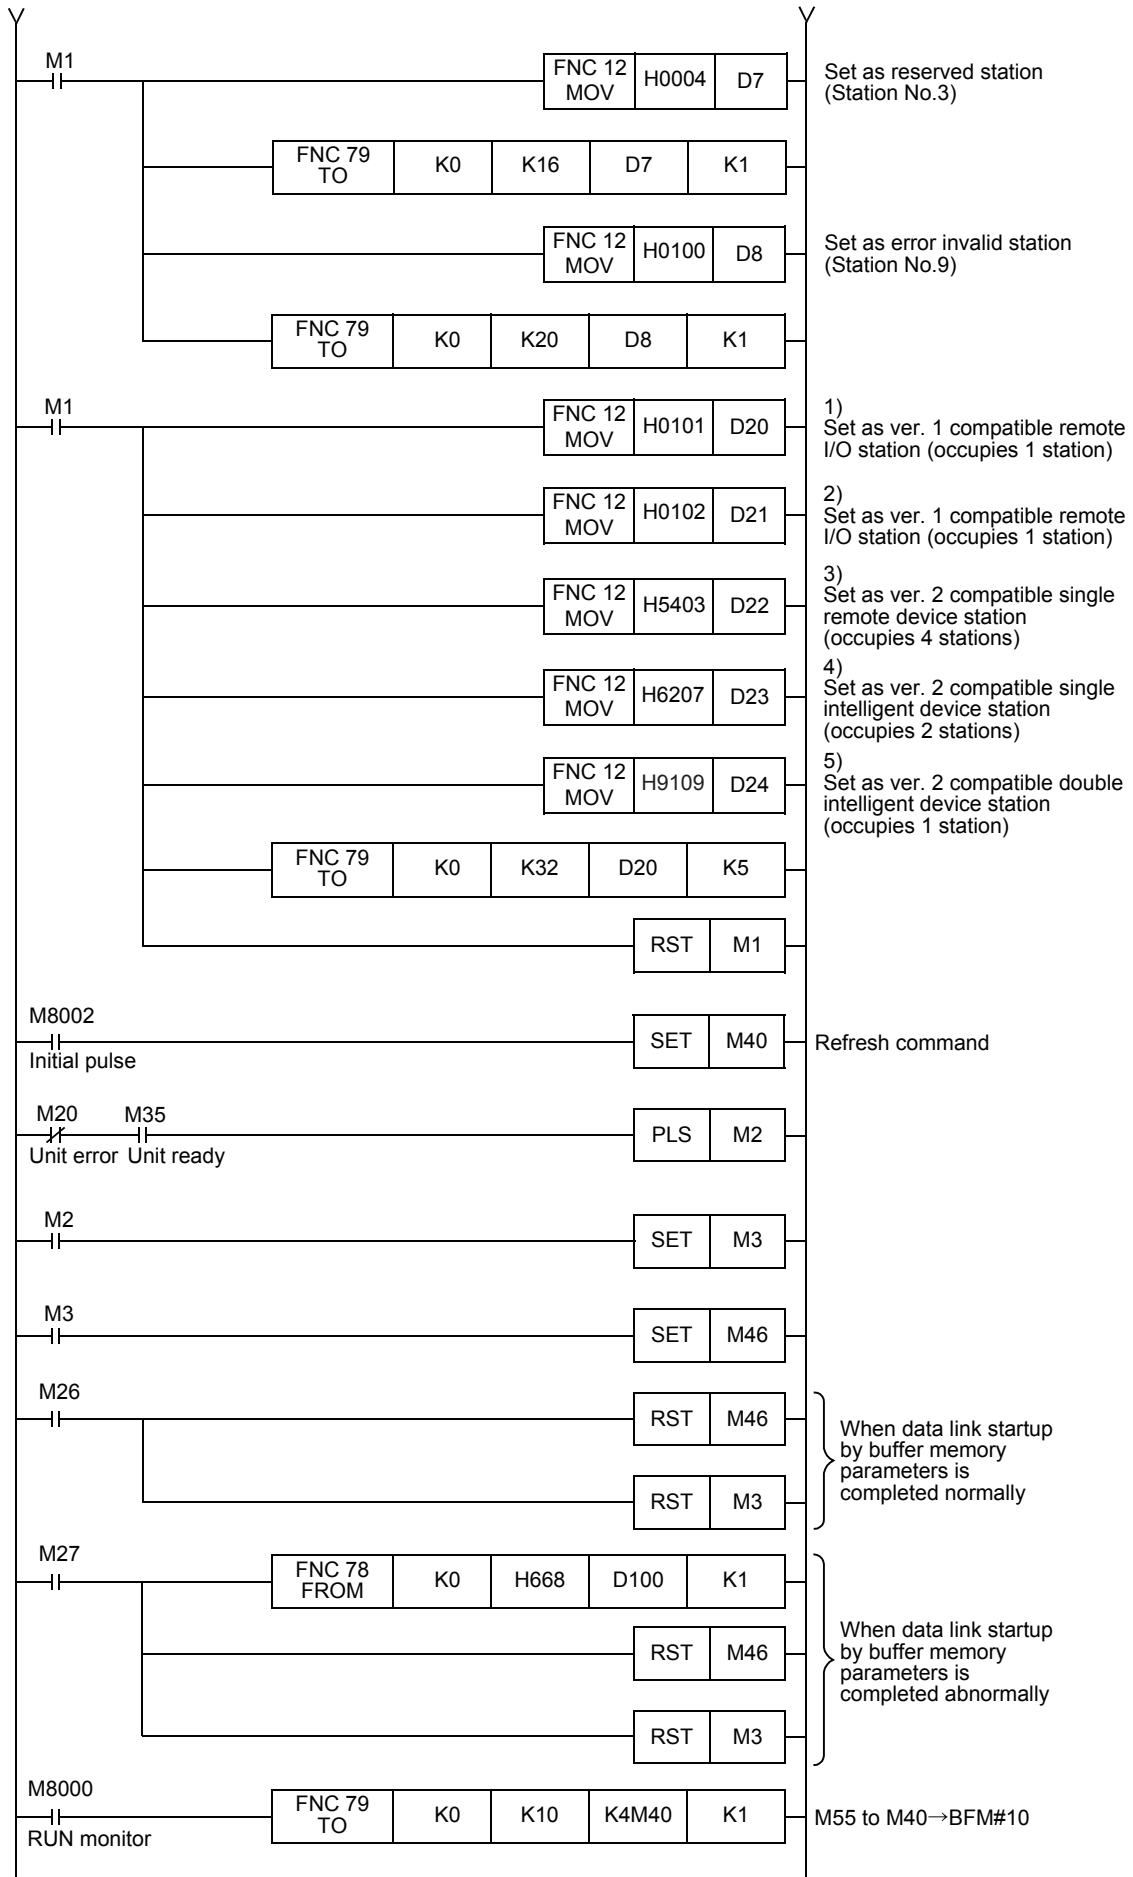 M1
FNC 12 MOV H0004 D7
Set as reserved station
(Station No.3)
FNC 79 TO K0 K16 D7 K1
FNC 12 MOV H0100 D8
Set as error invalid station
(Station No.9)
FNC 79 TO K0 K20 D8 K1
M1
FNC 12 MOV H0101 D20
1)
Set as ver. 1 compatible remote
I/O station (occupies 1 station)
FNC 12 MOV H0102 D21
2)
Set as ver. 1 compatible remote
I/O station (occupies 1 station)
FNC 12 MOV H5403 D22
3)
Set as ver. 2 compatible single
remote device station
(occupies 4 stations)
FNC 12 MOV H6207 D23
4)
Set as ver. 2 compatible single
intelligent device station
(occupies 2 stations)
FNC 12 MOV H9109 D24
5)
Set as ver. 2 compatible double
intelligent device station
(occupies 1 station)
FNC 79 TO K0 K32 D20 K5
RST M1
M8002
Initial pulse
SET M40
Refresh command
M20 M35
Unit error Unit ready
PLS M2
M2
SET M3
M3
SET M46
M26
RST M46
RST M3
When data link startup
by buffer memory
parameters is
completed normally
M27
FNC 78 FROM K0 H668 D100 K1
RST M46
RST M3
When data link startup
by buffer memory
parameters is
completed abnormally
M8000
RUN monitor
FNC 79 TO K0 K10 K4M40 K1
M55 to M40→BFM#10